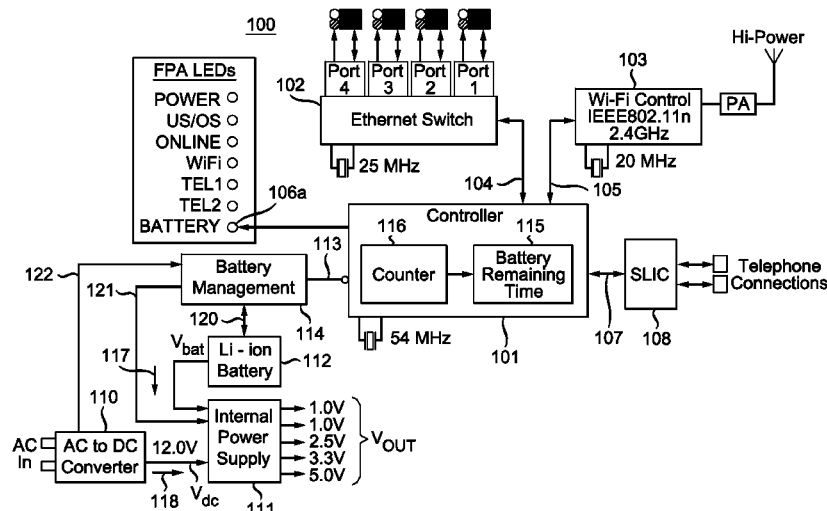 100
FPA LEDs
POWER
US/OS
ONLINE
WiFi
TEL1
TEL2
BATTERY
106a
102
Port 4
Port 3
Port 2
Port 1
Ethernet Switch
25 MHz
104
103
Wi-Fi Control
IEEE802.11n
2.4GHz
20 MHz
105
PA
Hi-Power
Controller
116
Counter
115
Battery
Remaining
Time
54 MHz
101
107
SLIC
108
Telephone
Connections
113
Battery
Management
114
122
121
120
Vbat
Li - ion
Battery
112
117
110
AC
In
AC to DC
Converter
12.0V
118
Vdc
Internal
Power
Supply
111
1.0V
1.0V
2.5V
3.3V
5.0V
VOUT